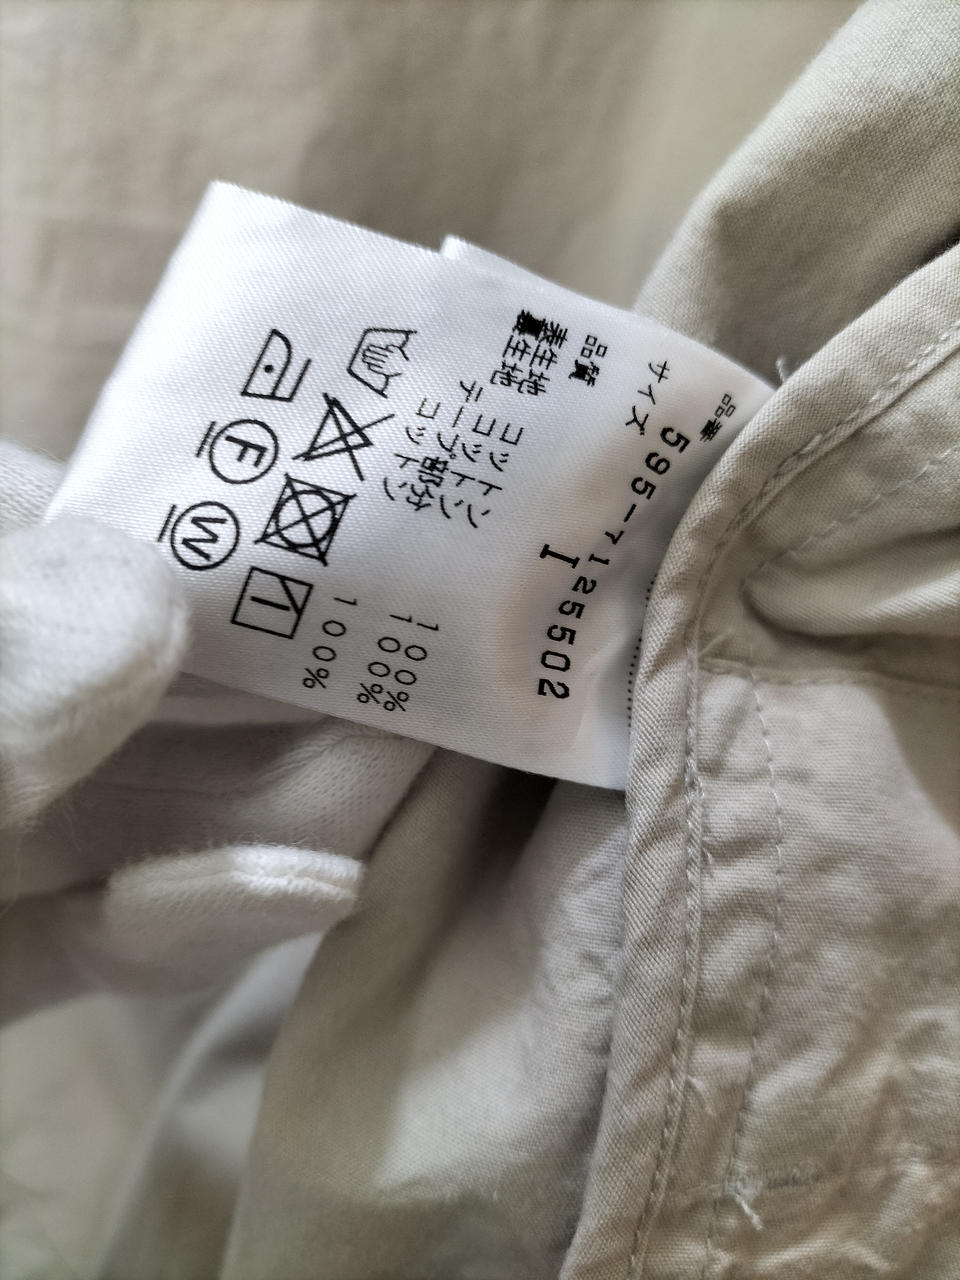 品番 595-7125502
サイズ I
品質
表生地 コットン 100%
裏生地 コットン 100%
テープ部分
コットン 100%
F
W